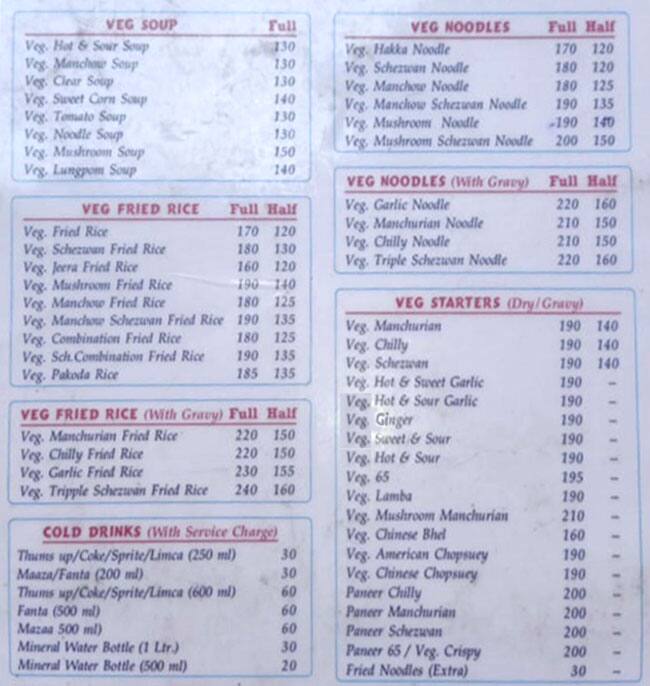 VEG SOUP Full
Veg. Hot & Sour Soup 130
Veg. Manchow Soup 130
Veg. Clear Soup 130
Veg. Sweet Corn Soup 140
Veg. Tomato Soup 130
Veg. Noodle Soup 130
Veg. Mushroom Soup 150
Veg. Lungpom Soup 140
VEG FRIED RICE Full Half
Veg. Fried Rice 170 120
Veg. Schezwan Fried Rice 180 130
Veg. Jeera Fried Rice 160 120
Veg. Mushroom Fried Rice 190 140
Veg. Manchow Fried Rice 180 125
Veg. Manchow Schezwan Fried Rice 190 135
Veg. Combination Fried Rice 180 125
Veg. Sch.Combination Fried Rice 190 135
Veg. Pakoda Rice 185 135
VEG FRIED RICE (With Gravy) Full Half
Veg. Manchurian Fried Rice 220 150
Veg. Chilly Fried Rice 220 150
Veg. Garlic Fried Rice 230 155
Veg. Tripple Schezwan Fried Rice 240 160
COLD DRINKS (With Service Charge)
Thums up/Coke/Sprite/Limca (250 ml) 30
Maaza/Fanta (200 ml) 30
Thums up/Coke/Sprite/Limca (600 ml) 60
Fanta (500 ml) 60
Mazaa 500 ml) 60
Mineral Water Bottle (1 Ltr.) 30
Mineral Water Bottle (500 ml) 20
VEG NOODLES Full Half
Veg. Hakka Noodle 170 120
Veg. Schezwan Noodle 180 120
Veg. Manchow Noodle 180 125
Veg. Manchow Schezwan Noodle 190 135
Veg. Mushroom Noodle 190 140
Veg. Mushroom Schezwan Noodle 200 150
VEG NOODLES (With Gravy) Full Half
Veg. Garlic Noodle 220 160
Veg. Manchurian Noodle 210 150
Veg. Chilly Noodle 210 150
Veg. Triple Schezwan Noodle 220 160
VEG STARTERS (Dry/Gravy)
Veg. Manchurian 190 140
Veg. Chilly 190 140
Veg. Schezwan 190 140
Veg. Hot & Sweet Garlic 190 -
Veg. Hot & Sour Garlic 190 -
Veg. Ginger 190 -
Veg. Sweet & Sour 190 -
Veg. Hot & Sour 190 -
Veg. 65 195 -
Veg. Lamba 190 -
Veg. Mushroom Manchurian 210 -
Veg. Chinese Bhel 160 -
Veg. American Chopsuey 190 -
Veg. Chinese Chopsuey 190 -
Paneer Chilly 200 -
Paneer Manchurian 200 -
Paneer Schezwan 200 -
Paneer 65 / Veg. Crispy 200 -
Fried Noodles (Extra) 30 -